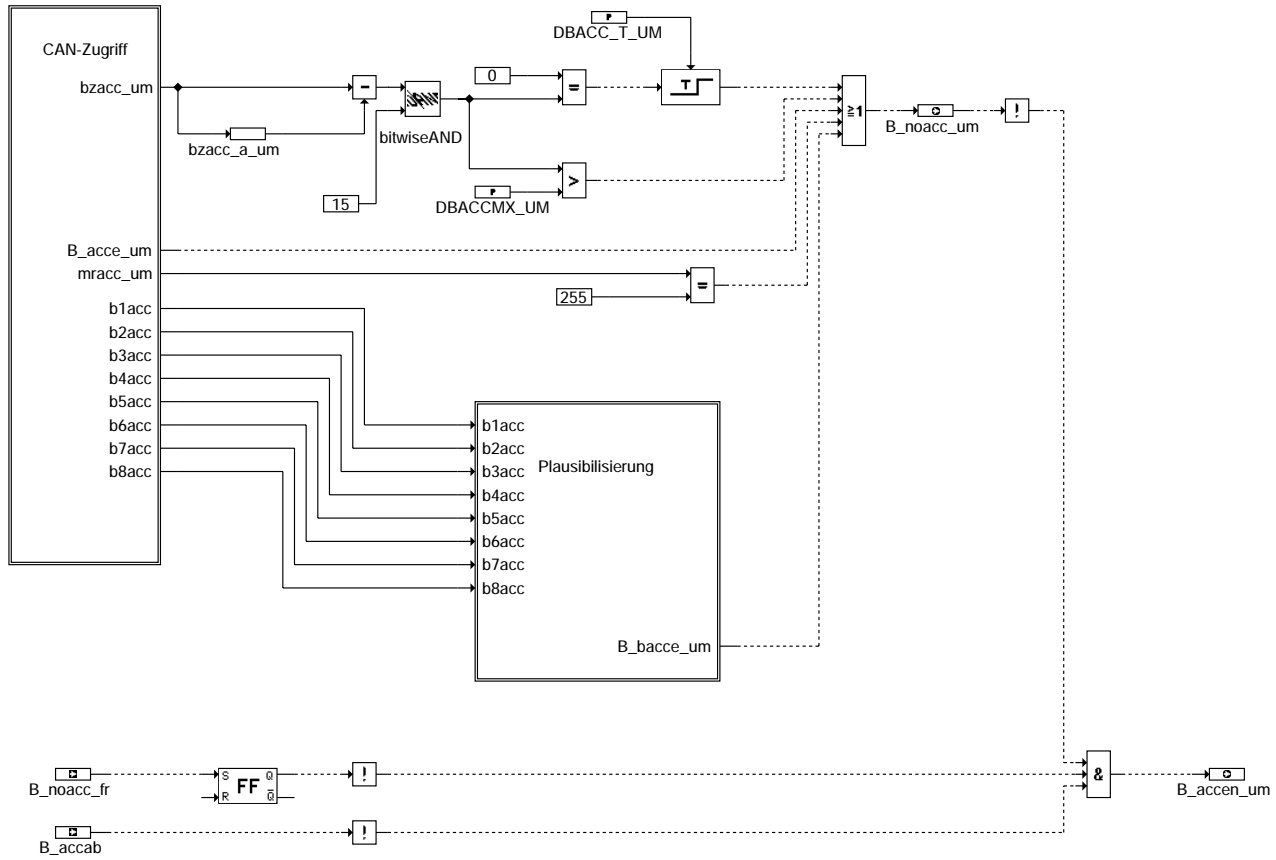 P
DBACC_T_UM
CAN-Zugriff
bzacc_um
bzacc_a_um
-
bitwiseAND
15
0
=
T
DBACCMX_UM
P
>
≧1
B_noacc_um
!
B_acce_um
mracc_um
255
=
b1acc
b2acc
b3acc
b4acc
b5acc
b6acc
b7acc
b8acc
b1acc
b2acc
b3acc
b4acc
b5acc
b6acc
b7acc
b8acc
Plausibilisierung
B_bacce_um
B_noacc_fr
S Q
FF
R Q̅
!
&
B_accen_um
B_accab
!